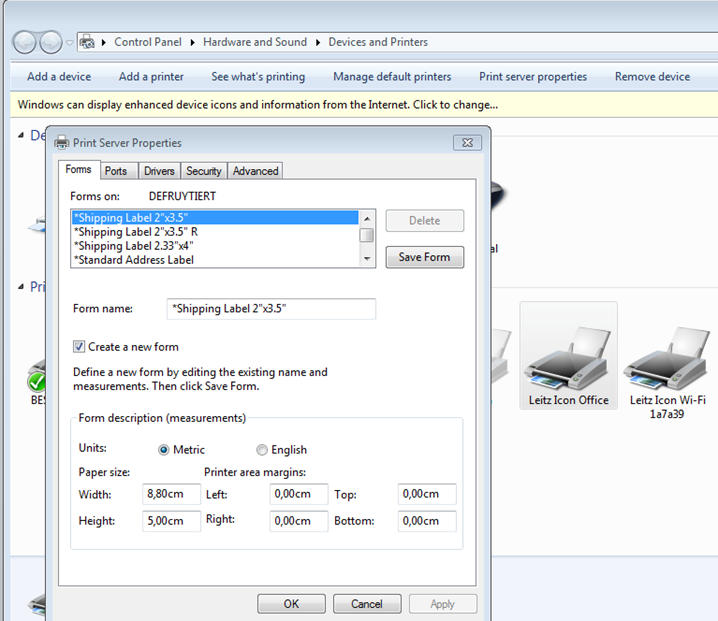 Control Panel Hardware and Sound Devices and Printers
Add a device Add a printer See what's printing Manage default printers Print server properties Remove device
Windows can display enhanced device icons and information from the Internet. Click to change...
De
Print Server Properties
Forms Ports Drivers Security Advanced
Forms on: DEFRUYTIERT
*Shipping Label 2"x3.5"
*Shipping Label 2"x3.5" R
*Shipping Label 2.33"x4"
*Standard Address Label
Delete
Save Form
al
Pri
Form name: *Shipping Label 2"x3.5"
Create a new form
Define a new form by editing the existing name and
measurements. Then click Save Form.
BE
Leitz Icon Office
Leitz Icon Wi-Fi
1a7a39
Form description (measurements)
Units: Metric English
Paper size: Printer area margins:
Width: 8,80cm Left: 0,00cm Top: 0,00cm
Height: 5,00cm Right: 0,00cm Bottom: 0,00cm
OK Cancel Apply